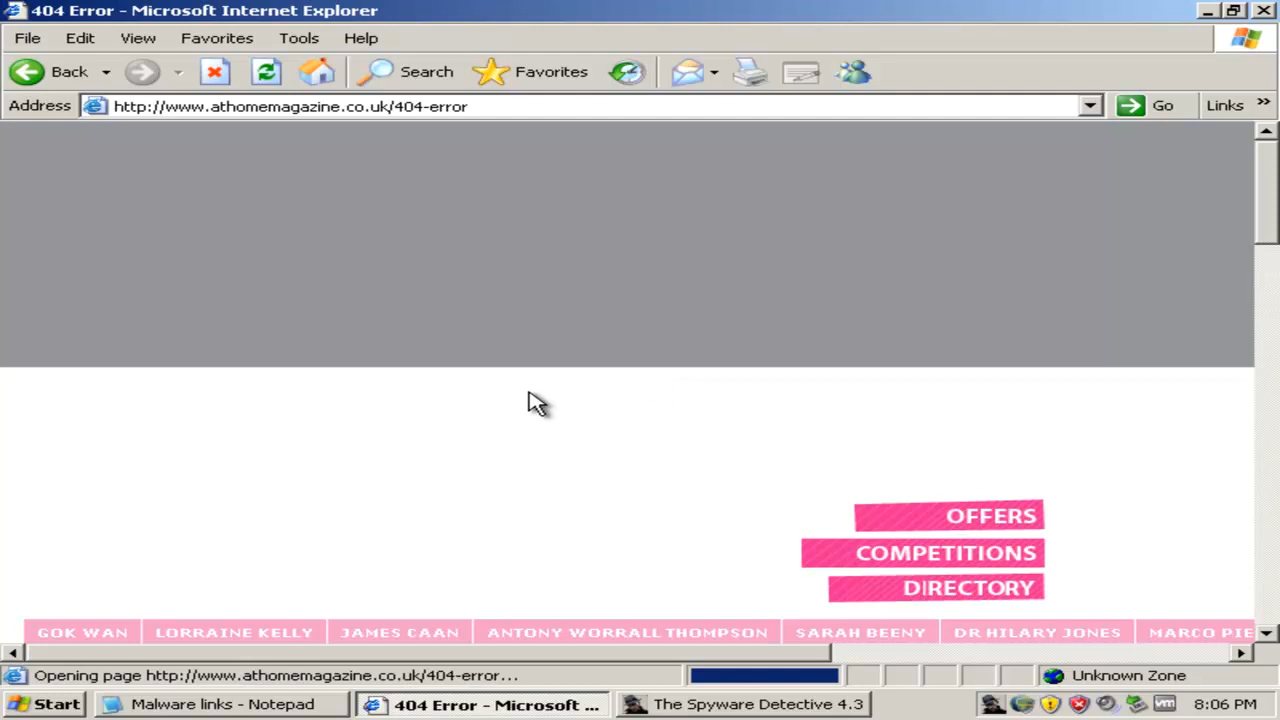 404 Error - Microsoft Internet Explorer
File Edit View Favorites Tools Help
Back Search Favorites
Address http://www.athomemagazine.co.uk/404-error Go Links »
OFFERS
COMPETITIONS
DIRECTORY
GOK WAN LORRAINE KELLY JAMES CAAN ANTONY WORRALL THOMPSON SARAH BEENY DR HILARY JONES MARCO PIE
Opening page http://www.athomemagazine.co.uk/404-error... Unknown Zone
Start Malware links - Notepad 404 Error - Microsoft ... The Spyware Detective 4.3 vm 8:06 PM